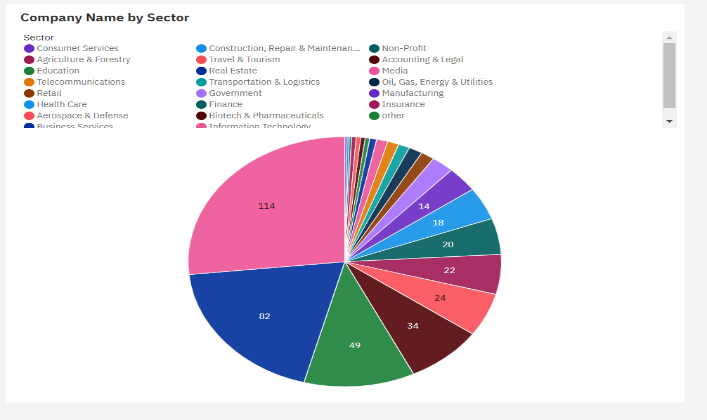 Company Name by Sector
Sector
Consumer Services
Construction, Repair & Maintenan...
Non-Profit
Agriculture & Forestry
Travel & Tourism
Accounting & Legal
Education
Real Estate
Media
Telecommunications
Transportation & Logistics
Oil, Gas, Energy & Utilities
Retail
Government
Manufacturing
Health Care
Finance
Insurance
Aerospace & Defense
Biotech & Pharmaceuticals
other
Business Services
Information Technology
114
14
18
20
22
24
34
82
49